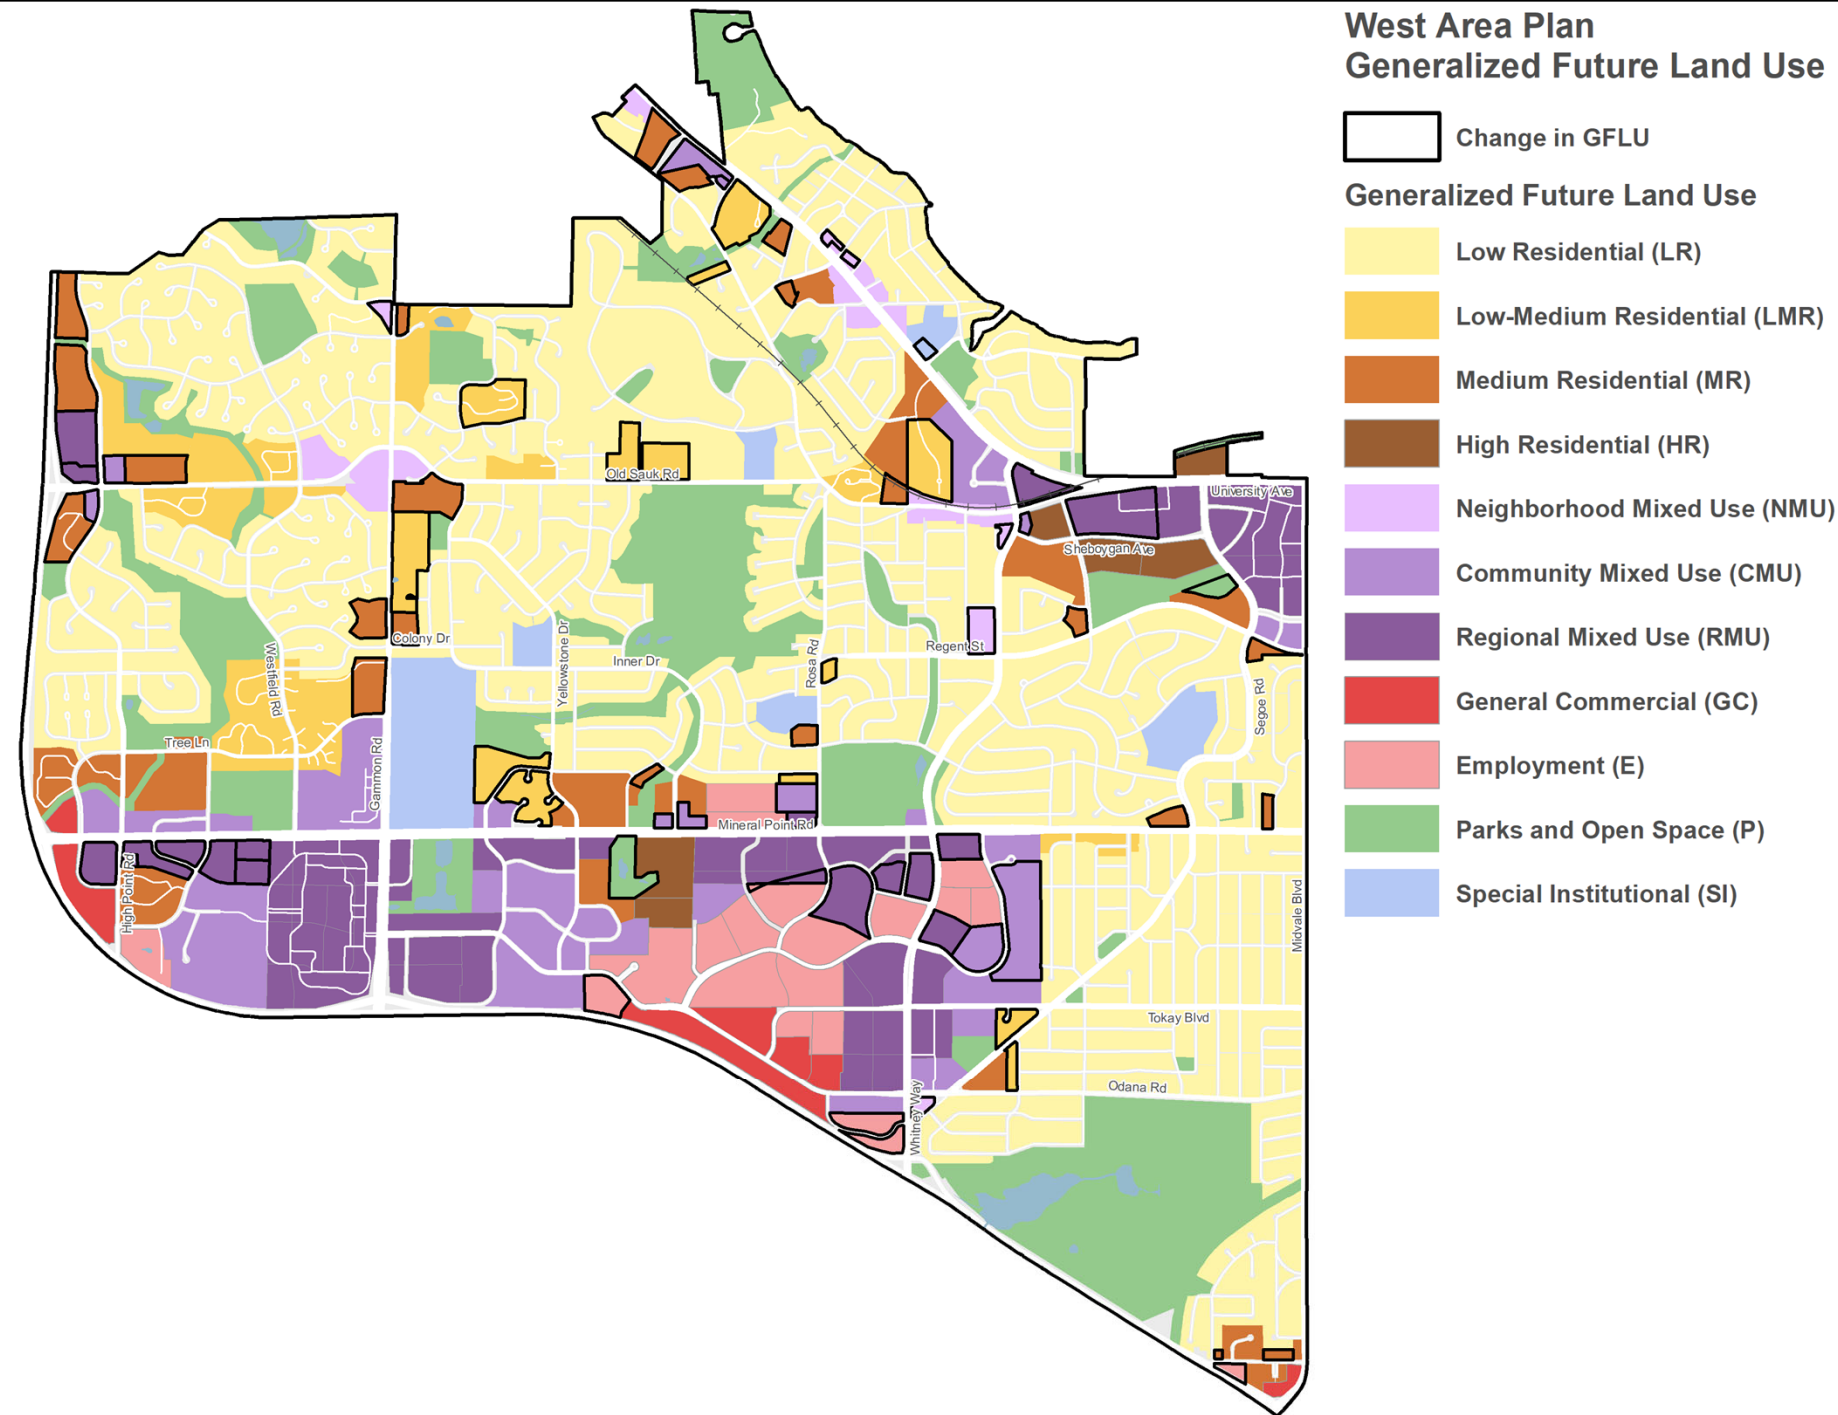 West Area Plan
Generalized Future Land Use
Change in GFLU
Generalized Future Land Use
Low Residential (LR)
Low-Medium Residential (LMR)
Medium Residential (MR)
High Residential (HR)
Neighborhood Mixed Use (NMU)
Community Mixed Use (CMU)
Regional Mixed Use (RMU)
General Commercial (GC)
Employment (E)
Parks and Open Space (P)
Special Institutional (SI)
Old Sauk Rd
University Ave
Sheboygan Ave
Colony Dr
Yellowstone Dr
Inner Dr
Rosa Rd
Regent St
Westfield Rd
Segoe Rd
Tree Ln
Gammon Rd
Mineral Point Rd
High Point Rd
Midvale Blvd
Tokay Blvd
Odana Rd
Whitney Way